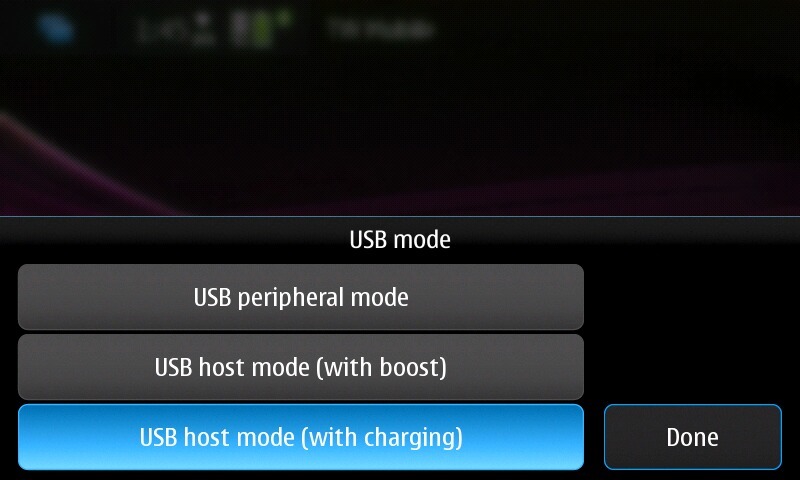 USB mode
USB peripheral mode
USB host mode (with boost)
USB host mode (with charging)
Done